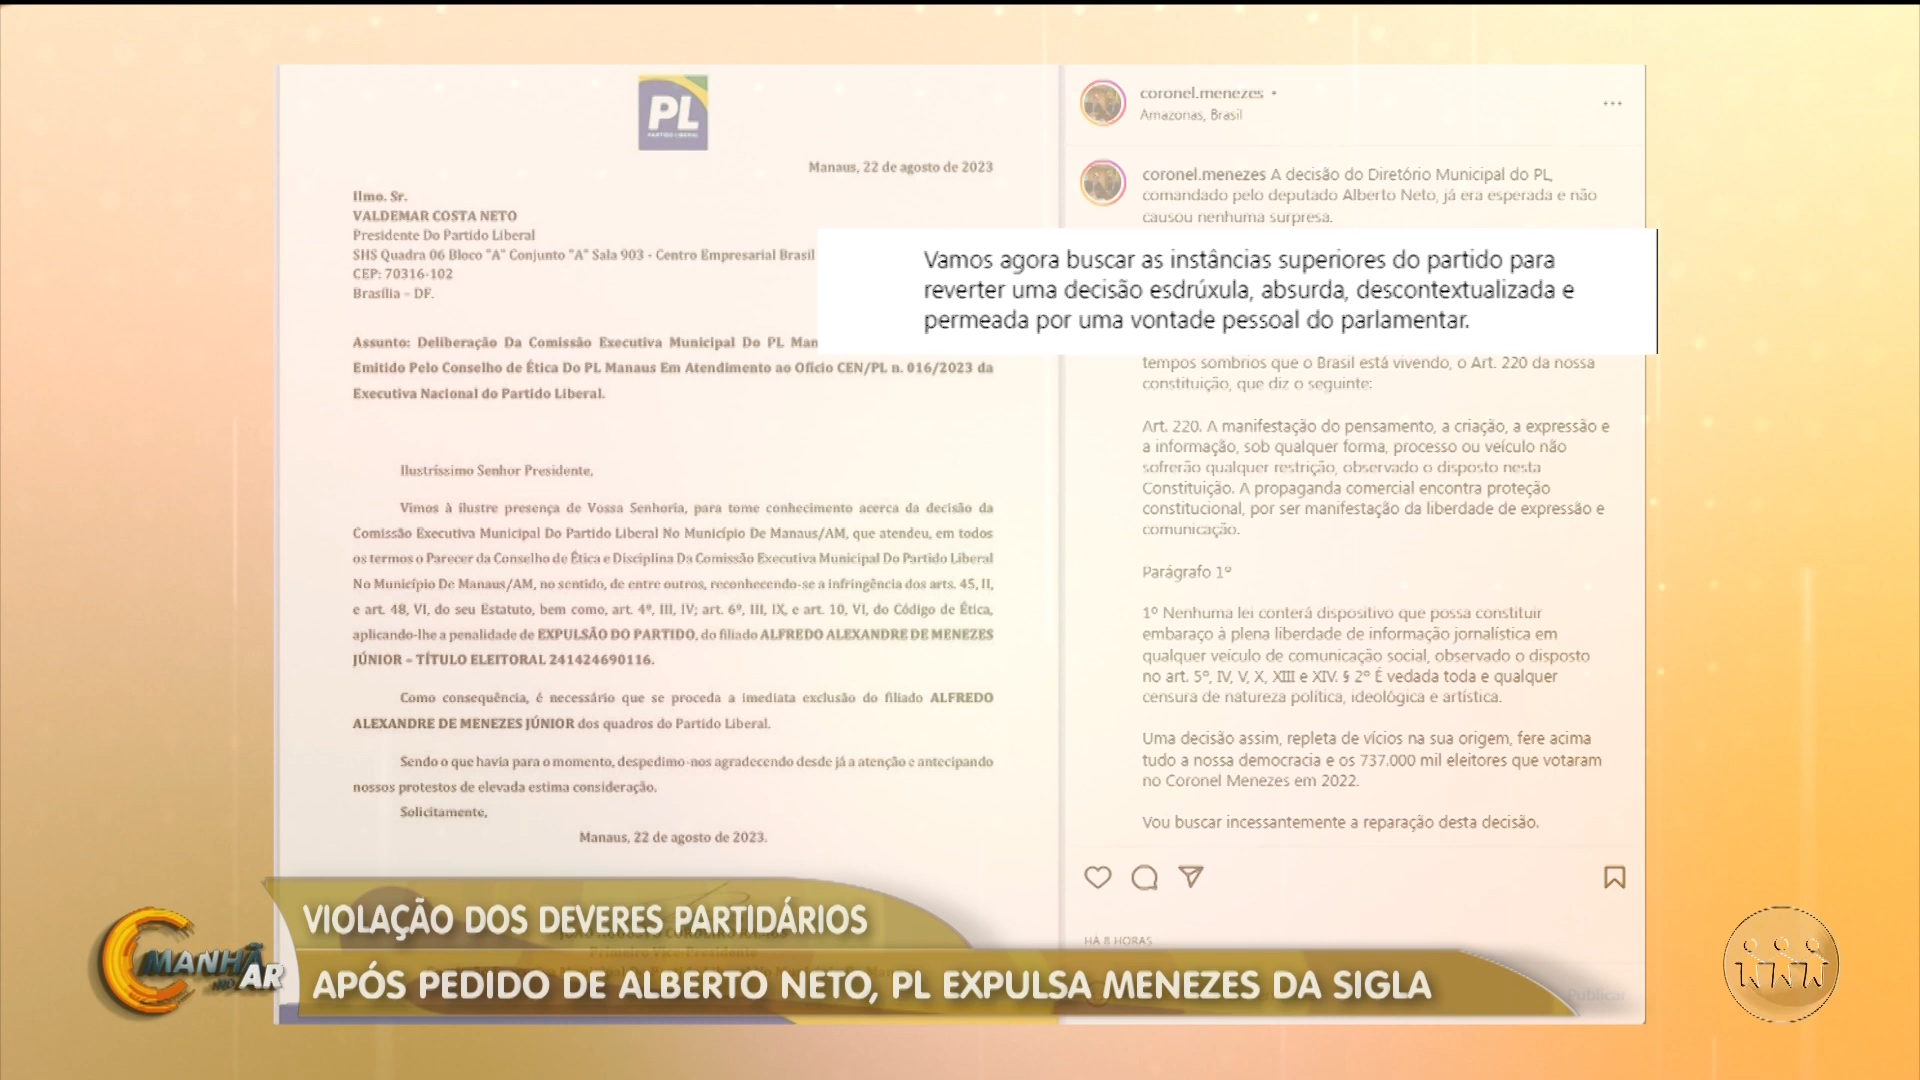 PL
PARTIDO LIBERAL
Manaus, 22 de agosto de 2023
Ilmo. Sr.
VALDEMAR COSTA NETO
Presidente Do Partido Liberal
SHS Quadra 06 Bloco "A" Conjunto "A" Sala 903 - Centro Empresarial Brasil
CEP: 70316-102
Brasília – DF.
Assunto: Deliberação Da Comissão Executiva Municipal Do PL Man
Emitido Pelo Conselho de Ética Do PL Manaus Em Atendimento ao Ofício CEN/PL n. 016/2023 da
Executiva Nacional do Partido Liberal.
Ilustríssimo Senhor Presidente,
Vimos à ilustre presença de Vossa Senhoria, para tome conhecimento acerca da decisão da
Comissão Executiva Municipal Do Partido Liberal No Município De Manaus/AM, que atendeu, em todos
os termos o Parecer da Conselho de Ética e Disciplina Da Comissão Executiva Municipal Do Partido Liberal
No Município De Manaus/AM, no sentido, de entre outros, reconhecendo-se a infringência dos arts. 45, II,
e art. 48, VI, do seu Estatuto, bem como, art. 4º, III, IV; art. 6º, III, IX, e art. 10, VI, do Código de Ética,
aplicando-lhe a penalidade de EXPULSÃO DO PARTIDO, do filiado ALFREDO ALEXANDRE DE MENEZES
JÚNIOR – TÍTULO ELEITORAL 241424690116.
Como consequência, é necessário que se proceda a imediata exclusão do filiado ALFREDO
ALEXANDRE DE MENEZES JÚNIOR dos quadros do Partido Liberal.
Sendo o que havia para o momento, despedimo-nos agradecendo desde já a atenção e antecipando
nossos protestos de elevada estima consideração.
Solicitamente,
Manaus, 22 de agosto de 2023.
Primeiro Vice-Presidente
coronel.menezes •
Amazonas, Brasil
coronel.menezes A decisão do Diretório Municipal do PL,
comandado pelo deputado Alberto Neto, já era esperada e não
causou nenhuma surpresa.
Vamos agora buscar as instâncias superiores do partido para
reverter uma decisão esdrúxula, absurda, descontextualizada e
permeada por uma vontade pessoal do parlamentar.
tempos sombrios que o Brasil está vivendo, o Art. 220 da nossa
constituição, que diz o seguinte:
Art. 220. A manifestação do pensamento, a criação, a expressão e
a informação, sob qualquer forma, processo ou veículo não
sofrerão qualquer restrição, observado o disposto nesta
Constituição. A propaganda comercial encontra proteção
constitucional, por ser manifestação da liberdade de expressão e
comunicação.
Parágrafo 1º
1º Nenhuma lei conterá dispositivo que possa constituir
embaraço à plena liberdade de informação jornalística em
qualquer veículo de comunicação social, observado o disposto
no art. 5º, IV, V, X, XIII e XIV. § 2º É vedada toda e qualquer
censura de natureza política, ideológica e artística.
Uma decisão assim, repleta de vícios na sua origem, fere acima
tudo a nossa democracia e os 737.000 mil eleitores que votaram
no Coronel Menezes em 2022.
Vou buscar incessantemente a reparação desta decisão.
HÁ 8 HORAS
Publicar
VIOLAÇÃO DOS DEVERES PARTIDÁRIOS
APÓS PEDIDO DE ALBERTO NETO, PL EXPULSA MENEZES DA SIGLA
MANHÃ
NO AR